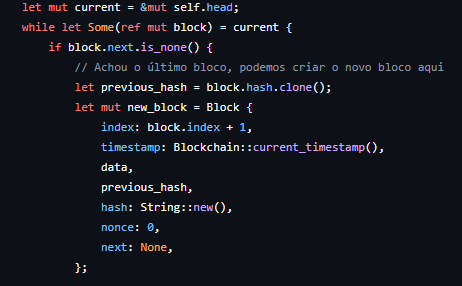 let mut current = &mut self.head;
while let Some(ref mut block) = current {
if block.next.is_none() {
// Achou o último bloco, podemos criar o novo bloco aqui
let previous_hash = block.hash.clone();
let mut new_block = Block {
index: block.index + 1,
timestamp: Blockchain::current_timestamp(),
data,
previous_hash,
hash: String::new(),
nonce: 0,
next: None,
};